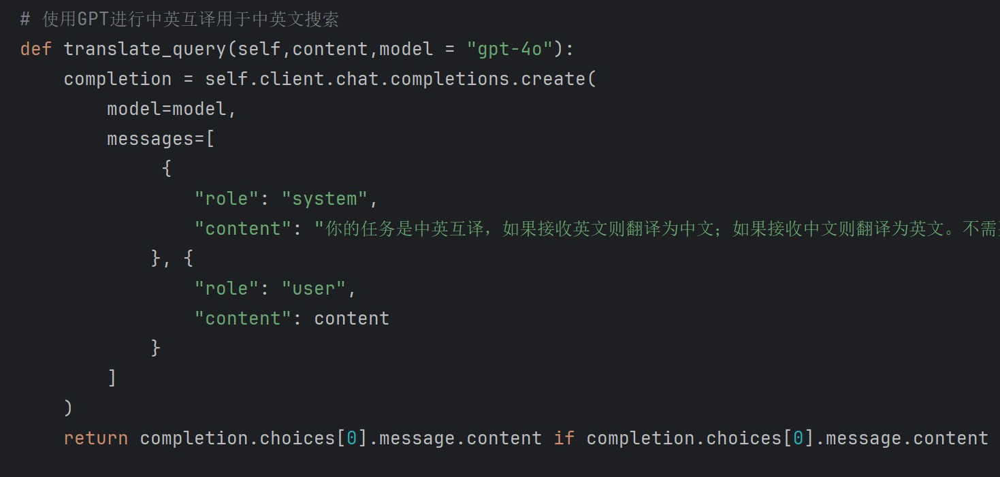 # 使用GPT进行中英互译用于中英文搜索
def translate_query(self,content,model = "gpt-4o"):
    completion = self.client.chat.completions.create(
        model=model,
        messages=[
             {
                "role": "system",
                "content": "你的任务是中英互译，如果接收英文则翻译为中文；如果接收中文则翻译为英文。不需
            }, {
                "role": "user",
                "content": content
            }
        ]
    )
    return completion.choices[0].message.content if completion.choices[0].message.content